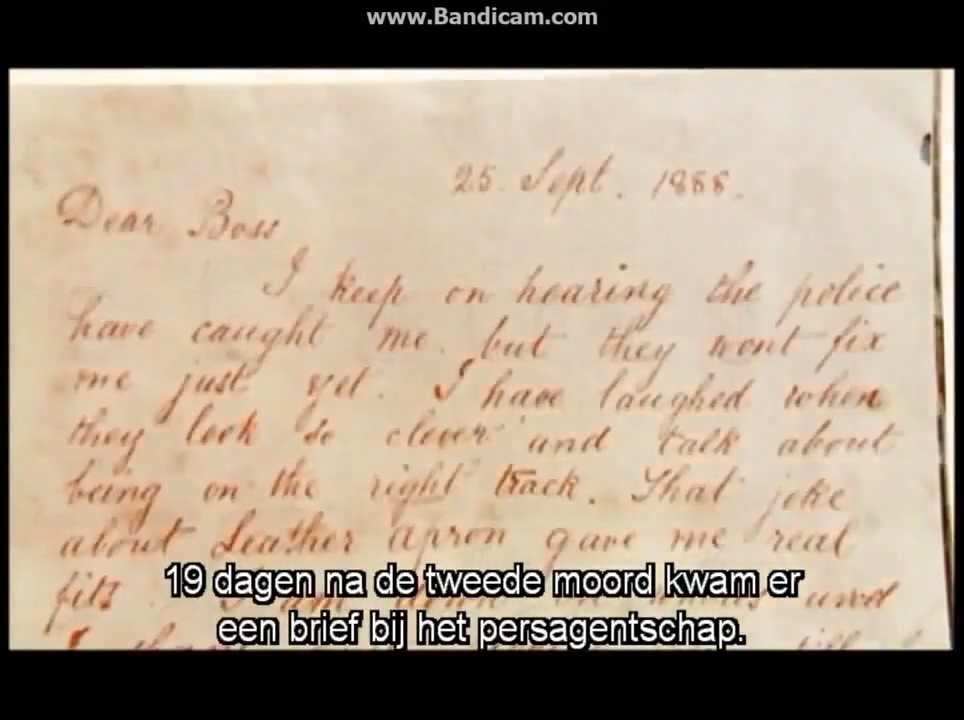 www.Bandicam.com
25. Sept. 1888.
Dear Boss
I keep on hearing the police
have caught me. but they wont fix
me just yet. I have laughed when
they look so clever and talk about
being on the right track. That joke
about Leather apron gave me real
fits
19 dagen na de tweede moord kwam er
een brief bij het persagentschap.